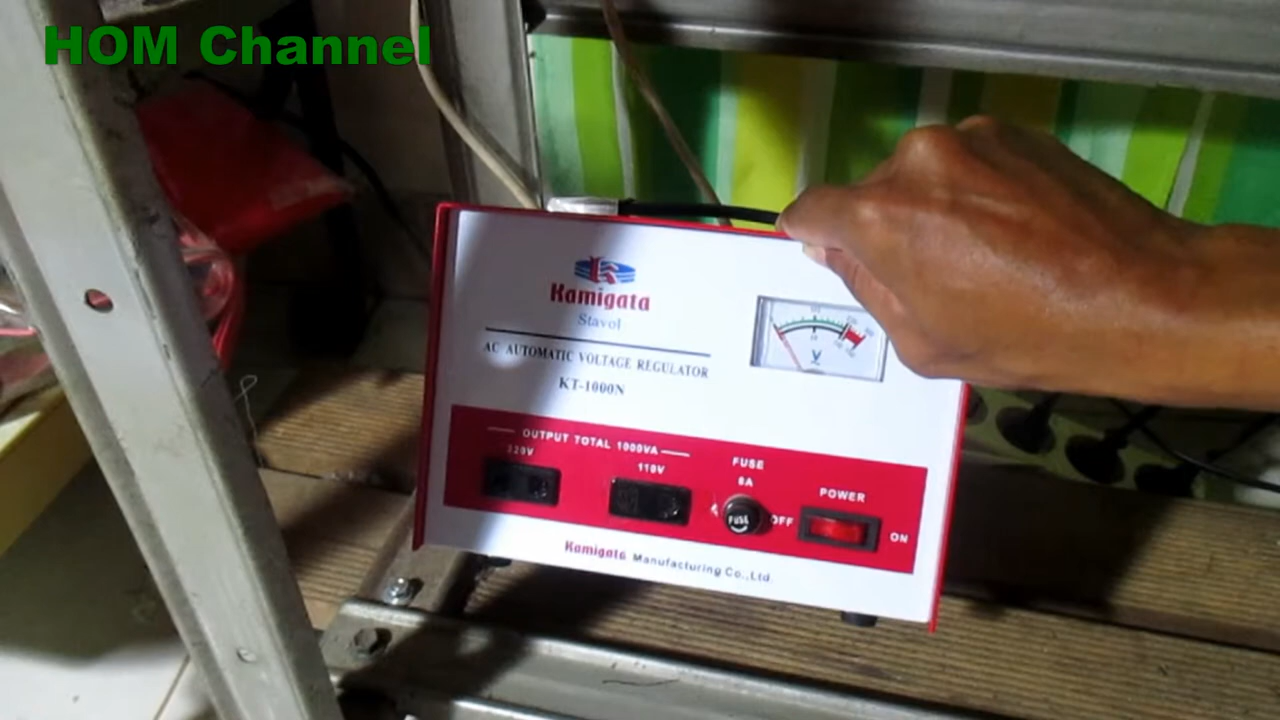 HOM Channel
Kamigata
Stavol
AC AUTOMATIC VOLTAGE REGULATOR
KT-1000N
OUTPUT TOTAL 1000VA
220V
110V
FUSE
8A
FUSE
OFF
POWER
ON
V
Kamigata Manufacturing Co.,Ltd.